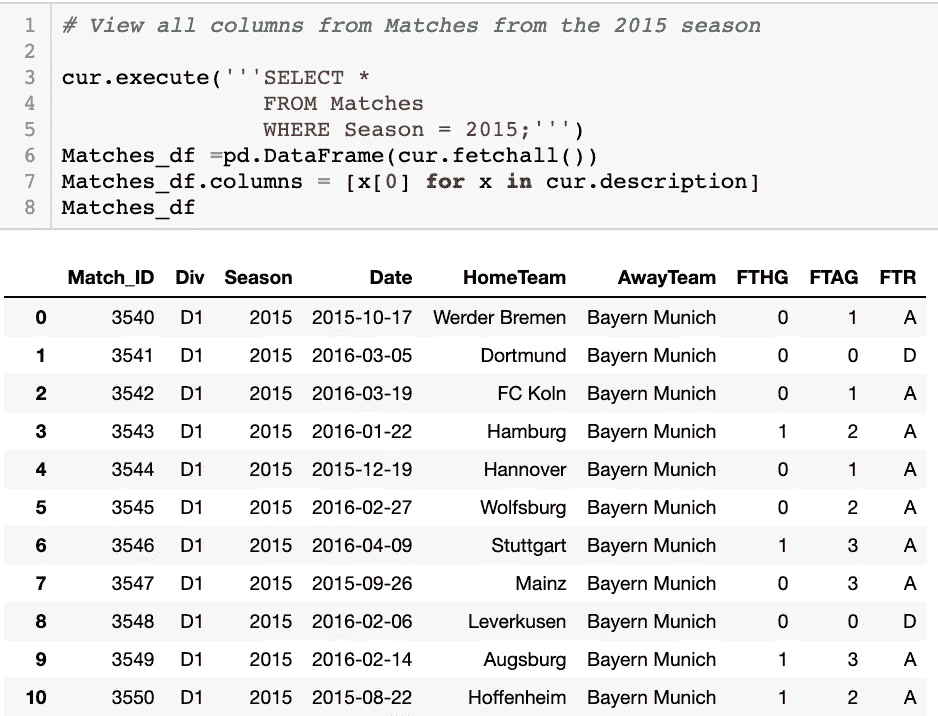 1 # View all columns from Matches from the 2015 season
2
3 cur.execute('''SELECT *
4 FROM Matches
5 WHERE Season = 2015;''')
6 Matches_df =pd.DataFrame(cur.fetchall())
7 Matches_df.columns = [x[0] for x in cur.description]
8 Matches_df
Match_ID Div Season Date HomeTeam AwayTeam FTHG FTAG FTR
0 3540 D1 2015 2015-10-17 Werder Bremen Bayern Munich 0 1 A
1 3541 D1 2015 2016-03-05 Dortmund Bayern Munich 0 0 D
2 3542 D1 2015 2016-03-19 FC Koln Bayern Munich 0 1 A
3 3543 D1 2015 2016-01-22 Hamburg Bayern Munich 1 2 A
4 3544 D1 2015 2015-12-19 Hannover Bayern Munich 0 1 A
5 3545 D1 2015 2016-02-27 Wolfsburg Bayern Munich 0 2 A
6 3546 D1 2015 2016-04-09 Stuttgart Bayern Munich 1 3 A
7 3547 D1 2015 2015-09-26 Mainz Bayern Munich 0 3 A
8 3548 D1 2015 2016-02-06 Leverkusen Bayern Munich 0 0 D
9 3549 D1 2015 2016-02-14 Augsburg Bayern Munich 1 3 A
10 3550 D1 2015 2015-08-22 Hoffenheim Bayern Munich 1 2 A